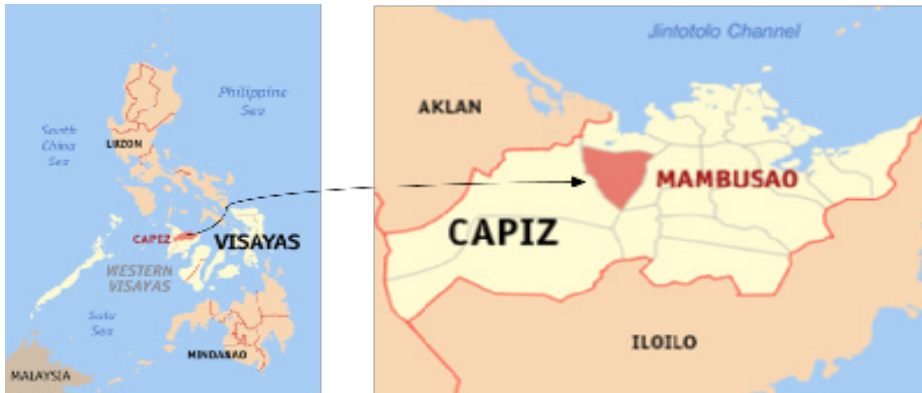 Philippine
Sea
South
China
Sea
LUZON
CAPIZ
VISAYAS
WESTERN
VISAYAS
Sulu
Sea
MINDANAO
MALAYSIA
Jintotolo Channel
AKLAN
MAMBUSAO
CAPIZ
ILOILO